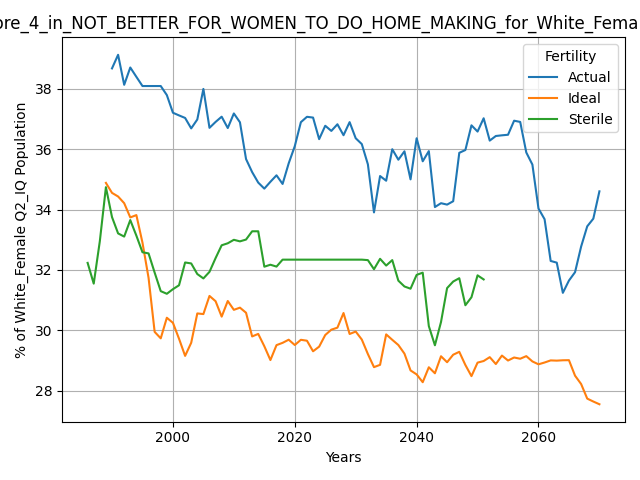 ore_4_in_NOT_BETTER_FOR_WOMEN_TO_DO_HOME_MAKING_for_White_Fema
Fertility
Actual
Ideal
Sterile
% of White_Female Q2_IQ Population
38
36
34
32
30
28
2000
2020
2040
2060
Years